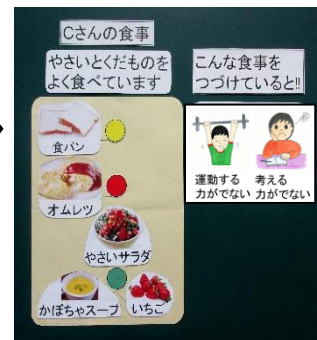 Cさんの食事
やさいとくだものを
よく食べています
食パン
オムレツ
やさいサラダ
かぼちゃスープ
いちご
こんな食事を
つづけていると!!
運動する
力がでない
考える
力がでない